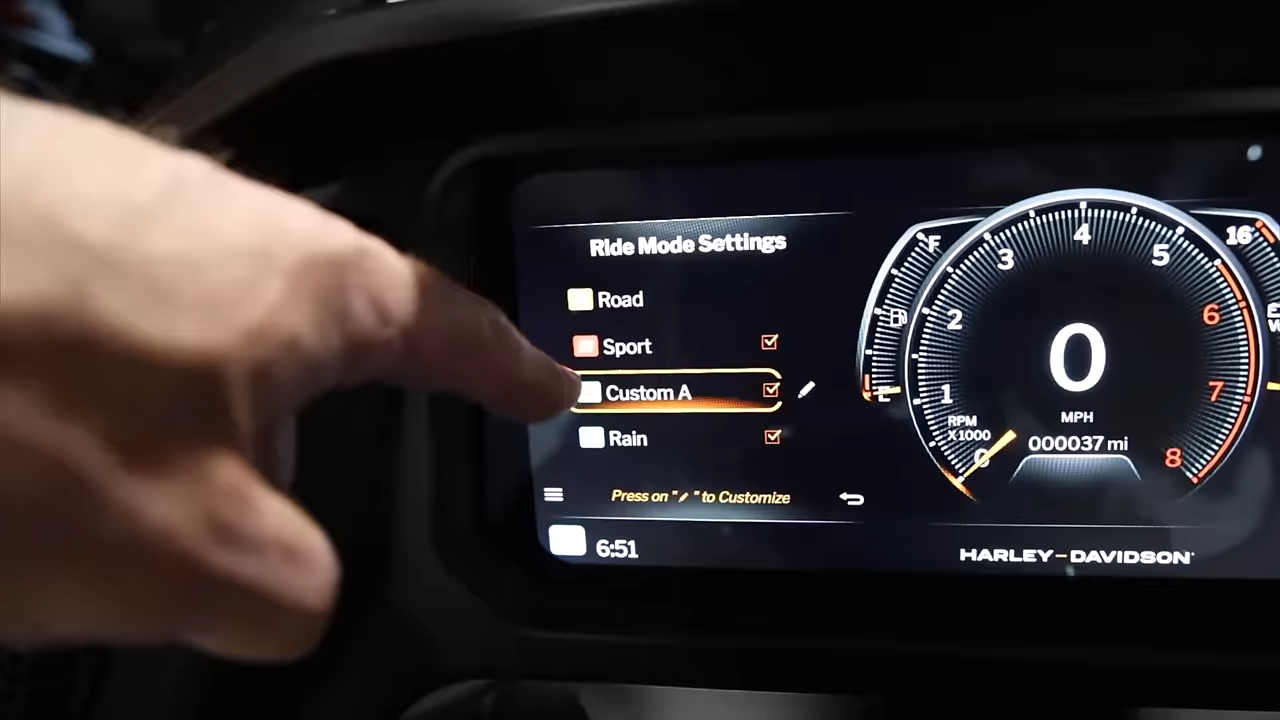 Ride Mode Settings
Road
Sport
Custom A
Rain
Press on " " to Customize
6:51
F
E
0
1
2
3
4
5
6
7
8
RPM
X1000
0
MPH
000037 mi
16
HARLEY-DAVIDSON